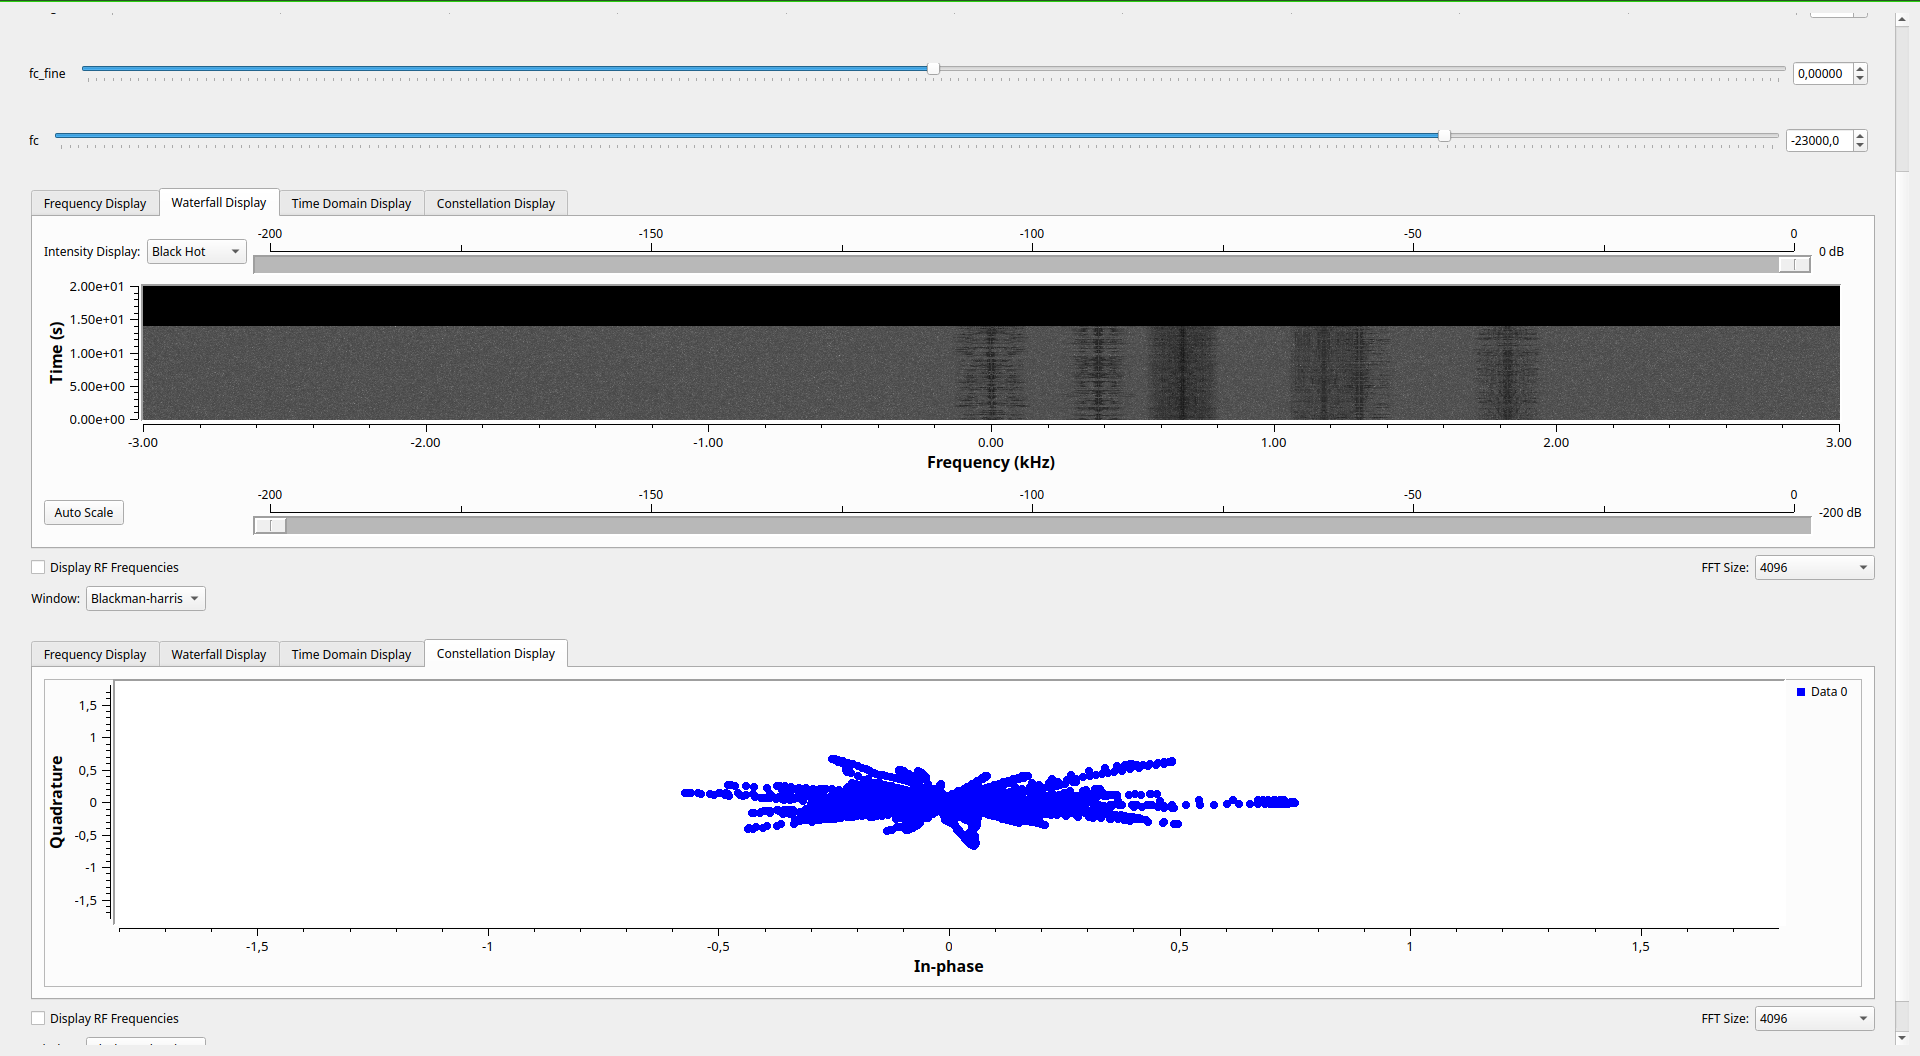 fc_fine
0,00000
fc
-23000,0
Frequency Display Waterfall Display Time Domain Display Constellation Display
-200 -150 -100 -50 0
Intensity Display: Black Hot 0 dB
2.00e+01
1.50e+01
1.00e+01
5.00e+00
0.00e+00
Time (s)
-3.00 -2.00 -1.00 0.00 1.00 2.00 3.00
Frequency (kHz)
-200 -150 -100 -50 0
Auto Scale -200 dB
Display RF Frequencies FFT Size: 4096
Window: Blackman-harris
Frequency Display Waterfall Display Time Domain Display Constellation Display
Data 0
1,5
1
0,5
0
-0,5
-1
-1,5
Quadrature
-1,5 -1 -0,5 0 0,5 1 1,5
In-phase
Display RF Frequencies FFT Size: 4096